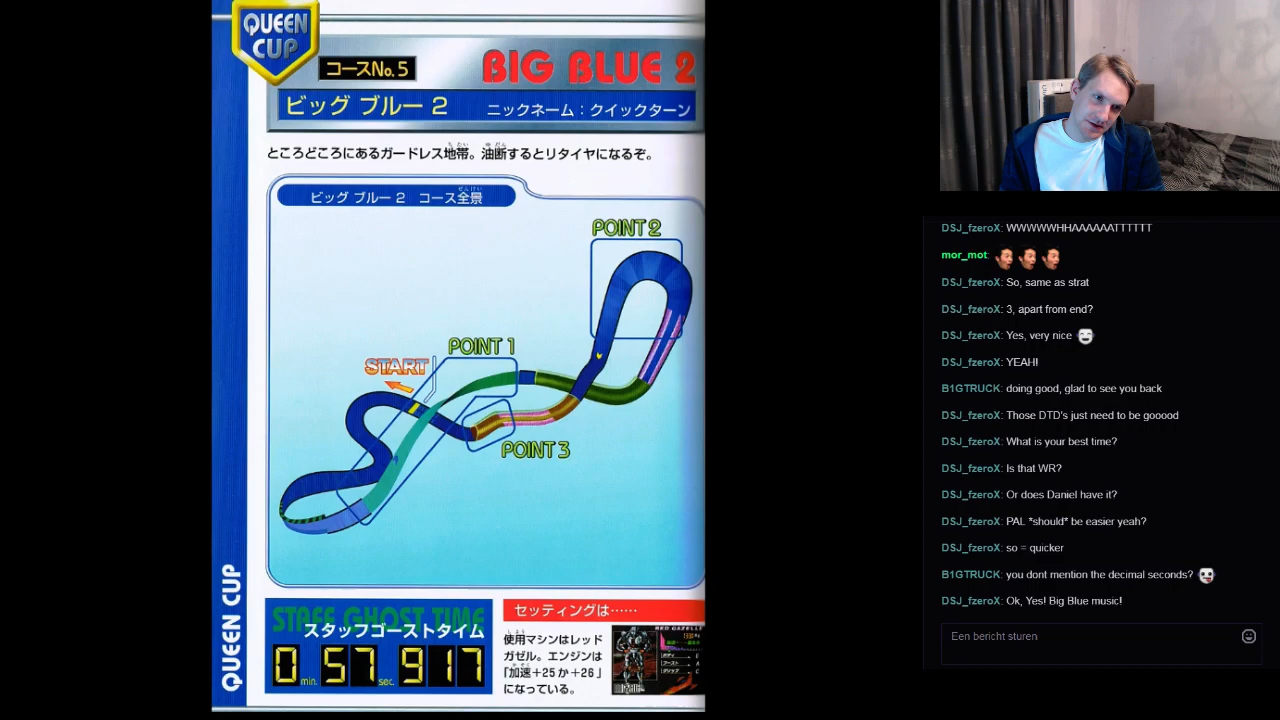 QUEEN
CUP
コースNo.5
BIG BLUE 2
ビッグ ブルー 2
ニックネーム：クイックターン
ところどころにあるガードレス地帯。油断するとリタイヤになるぞ。
ビッグ ブルー 2 コース全景
POINT 2
POINT 1
START
POINT 3
QUEEN CUP
STAFF GHOST TIME
スタッフゴーストタイム
0 min. 57 sec. 917
セッティングは……
使用マシンはレッド
ガゼル。エンジンは
「加速＋25か＋26」
になっている。
RED GAZELLE
DSJ_fzeroX: WWWWWHHAAAAAATTTTTT
mor_mot:
DSJ_fzeroX: So, same as strat
DSJ_fzeroX: 3, apart from end?
DSJ_fzeroX: Yes, very nice
DSJ_fzeroX: YEAH!
B1GTRUCK: doing good, glad to see you back
DSJ_fzeroX: Those DTD's just need to be gooood
DSJ_fzeroX: What is your best time?
DSJ_fzeroX: Is that WR?
DSJ_fzeroX: Or does Daniel have it?
DSJ_fzeroX: PAL *should* be easier yeah?
DSJ_fzeroX: so = quicker
B1GTRUCK: you dont mention the decimal seconds?
DSJ_fzeroX: Ok, Yes! Big Blue music!
Een bericht sturen